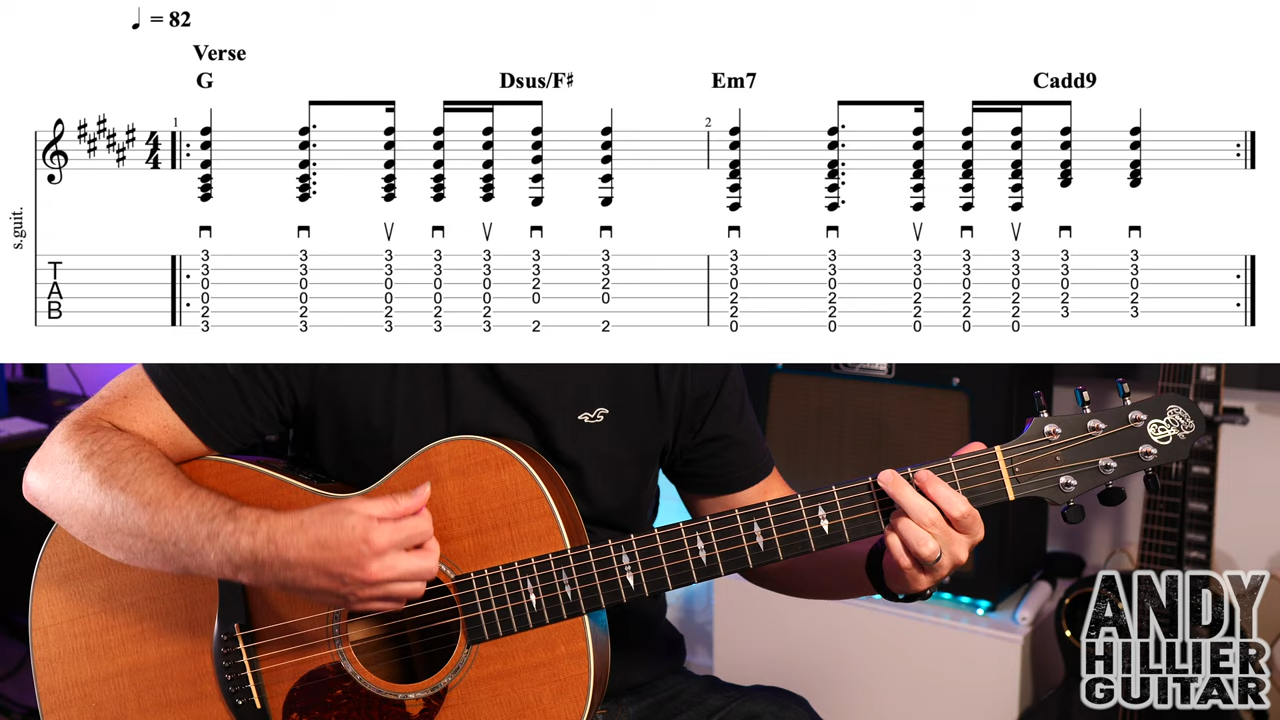 ♩ = 82
Verse
G Dsus/F♯ Em7 Cadd9
1 2
4
4
s.guit.
T
A
B
3 3 3 3 3 3 3 3 3 3 3 3 3 3
3 3 3 3 3 3 3 3 3 3 3 3 3 3
0 0 0 0 0 2 2 0 0 0 0 0 0 0
0 0 0 0 0 0 0 2 2 2 2 2 2 2
2 2 2 2 2 2 2 2 2 2 3 3
3 3 3 3 3 2 2 0 0 0 0 0
ANDY
HILLIER
GUITAR